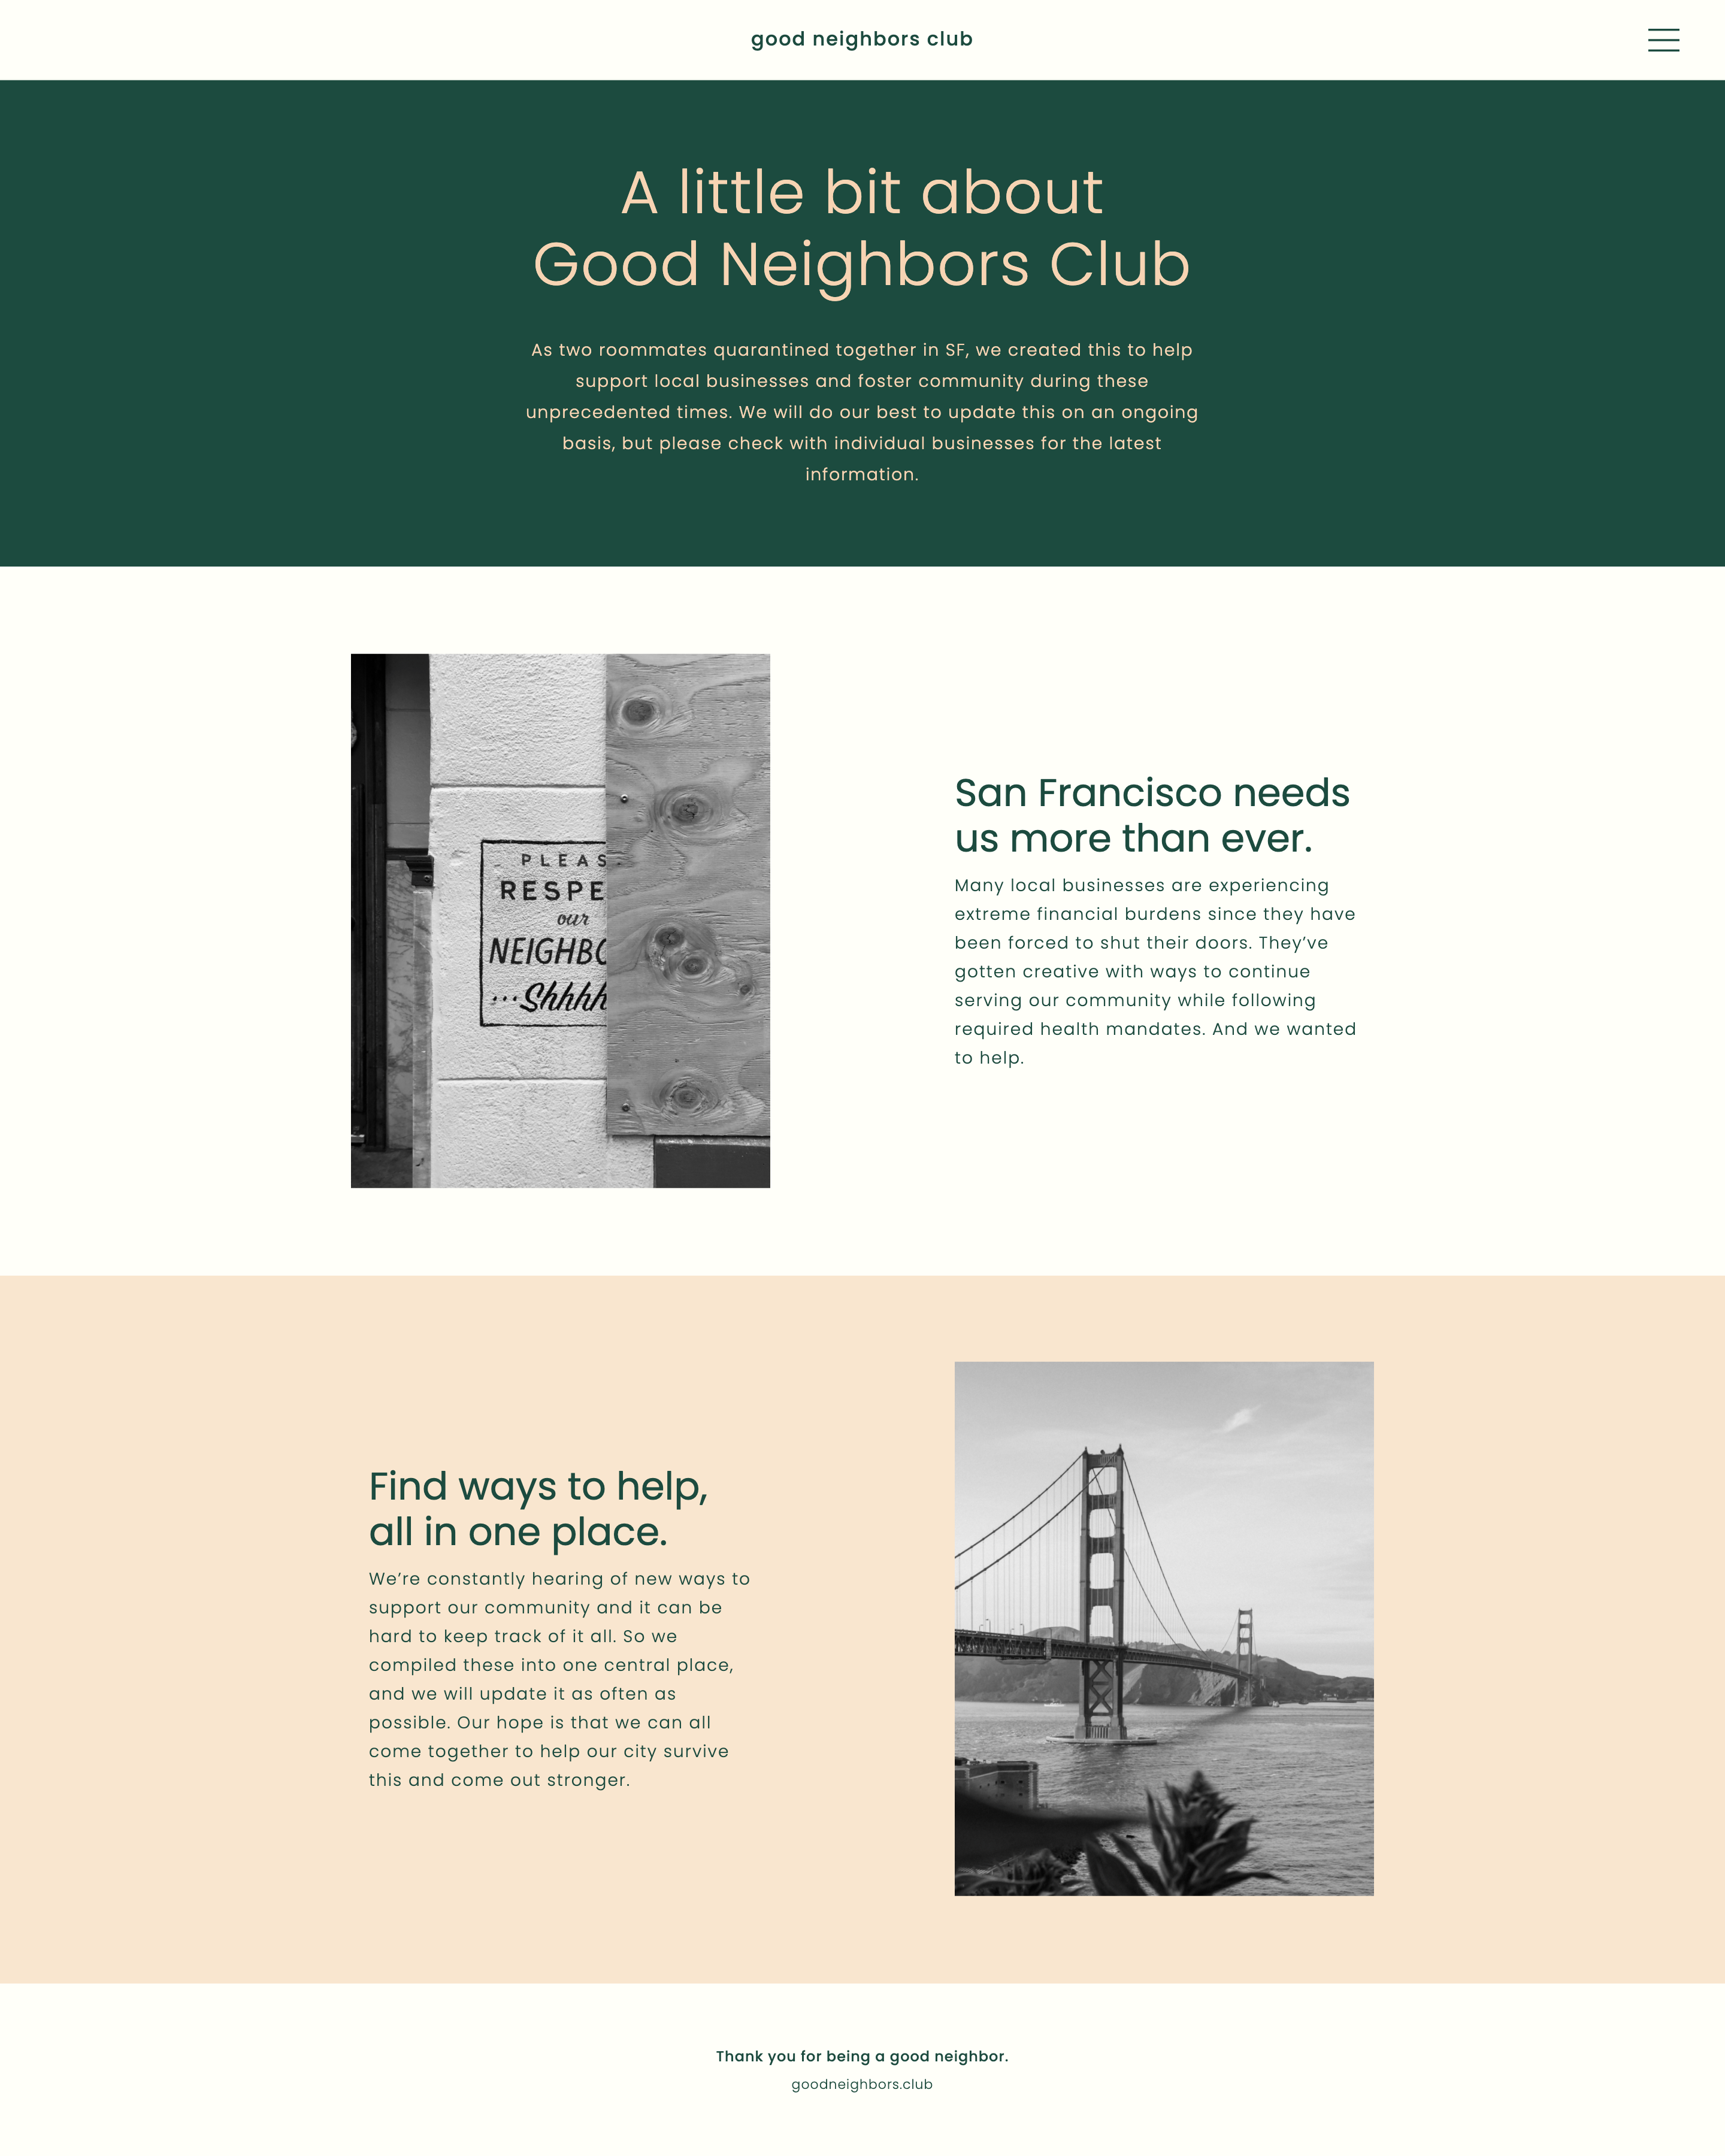 good neighbors club
A little bit about
Good Neighbors Club
As two roommates quarantined together in SF, we created this to help
support local businesses and foster community during these
unprecedented times. We will do our best to update this on an ongoing
basis, but please check with individual businesses for the latest
information.
PLEAS
RESPE
our
NEIGHBO
...Shhhh
San Francisco needs
us more than ever.
Many local businesses are experiencing
extreme financial burdens since they have
been forced to shut their doors. They’ve
gotten creative with ways to continue
serving our community while following
required health mandates. And we wanted
to help.
Find ways to help,
all in one place.
We’re constantly hearing of new ways to
support our community and it can be
hard to keep track of it all. So we
compiled these into one central place,
and we will update it as often as
possible. Our hope is that we can all
come together to help our city survive
this and come out stronger.
Thank you for being a good neighbor.
goodneighbors.club